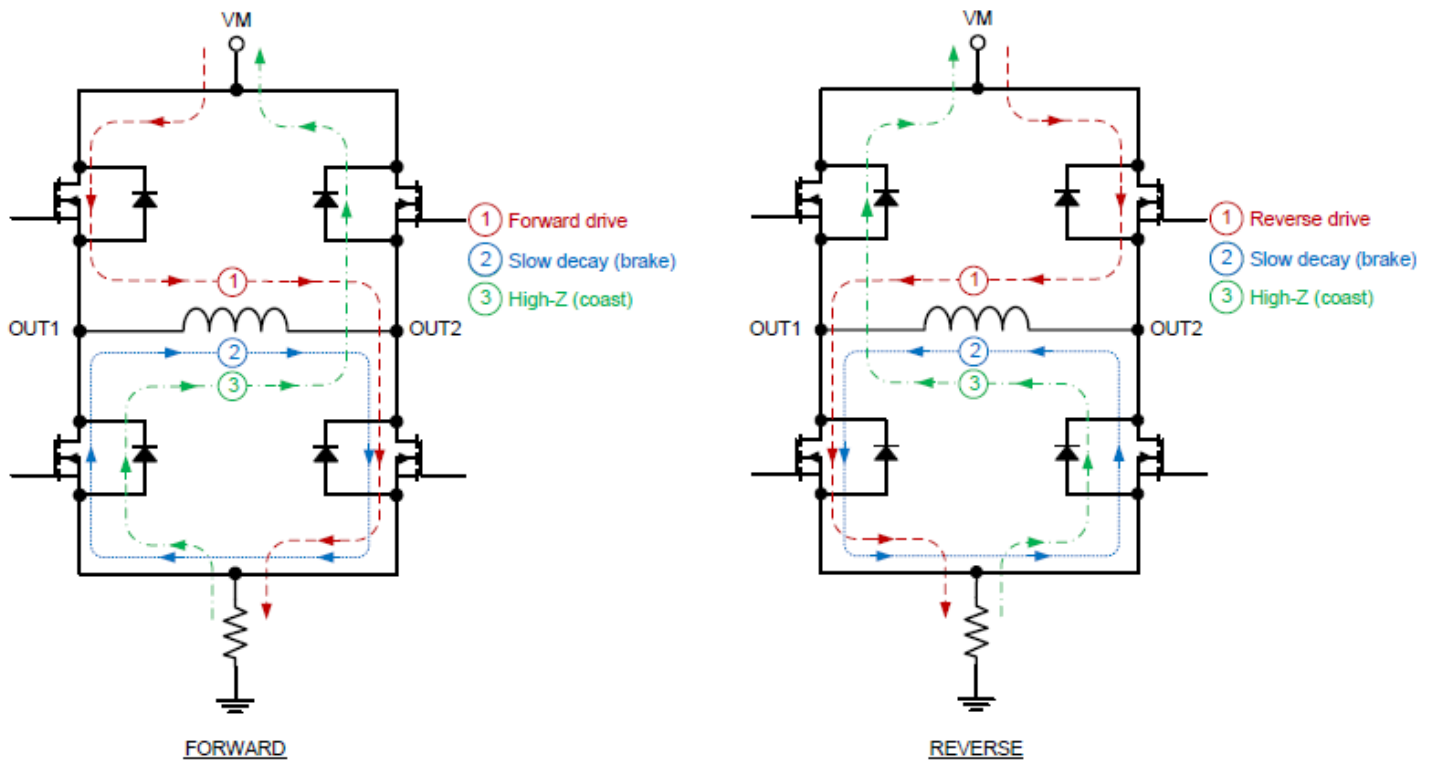 VM
1 Forward drive
2 Slow decay (brake)
3 High-Z (coast)
1
OUT1
OUT2
2
3
FORWARD
VM
1 Reverse drive
2 Slow decay (brake)
3 High-Z (coast)
1
OUT1
OUT2
2
3
REVERSE